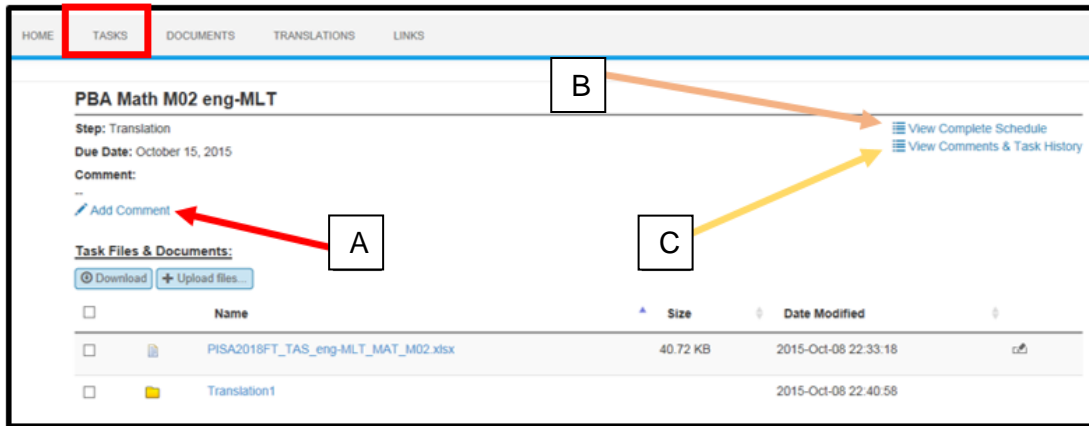 HOME TASKS DOCUMENTS TRANSLATIONS LINKS
PBA Math M02 eng-MLT
B
Step: Translation
View Complete Schedule
Due Date: October 15, 2015
View Comments & Task History
Comment:
--
Add Comment
A
C
Task Files & Documents:
Download Upload files...
Name Size Date Modified
PISA2018FT_TAS_eng-MLT_MAT_M02.xlsx 40.72 KB 2015-Oct-08 22:33:18
Translation1 2015-Oct-08 22:40:58